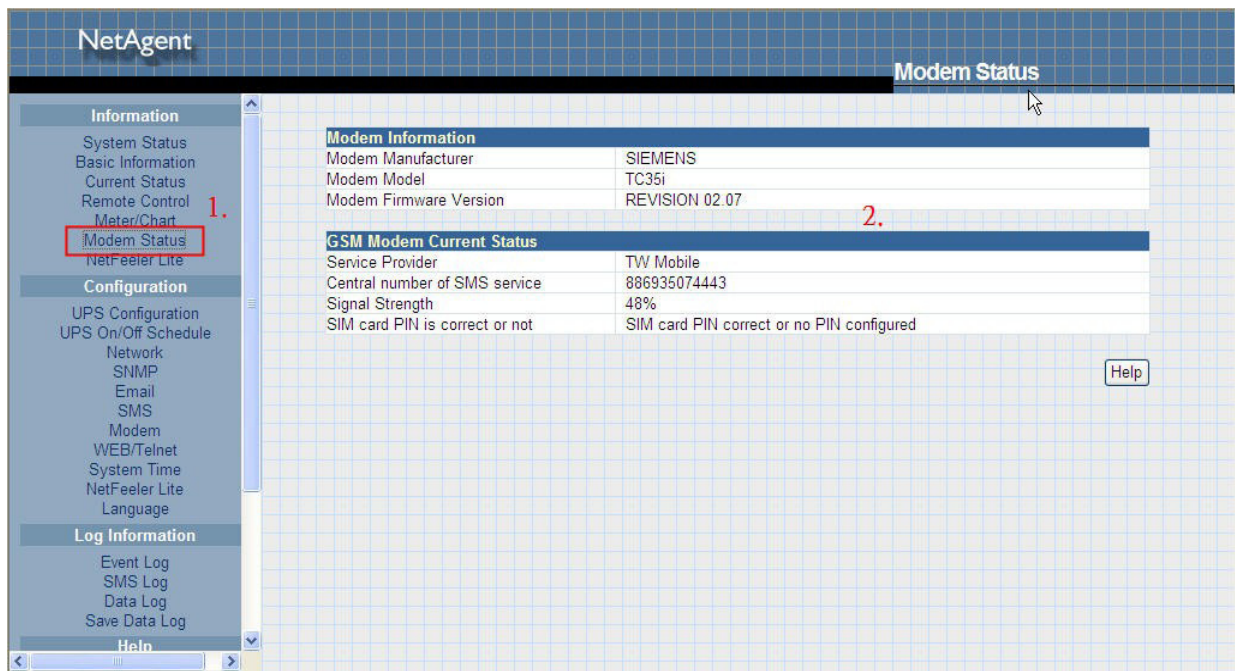 NetAgent
Modem Status
Information
System Status
Basic Information
Current Status
Remote Control
Meter/Chart
1.
Modem Status
NetFeeler Lite
Configuration
UPS Configuration
UPS On/Off Schedule
Network
SNMP
Email
SMS
Modem
WEB/Telnet
System Time
NetFeeler Lite
Language
Log Information
Event Log
SMS Log
Data Log
Save Data Log
Help
Modem Information
Modem Manufacturer SIEMENS
Modem Model TC35i
Modem Firmware Version REVISION 02.07
2.
GSM Modem Current Status
Service Provider TW Mobile
Central number of SMS service 886935074443
Signal Strength 48%
SIM card PIN is correct or not SIM card PIN correct or no PIN configured
Help